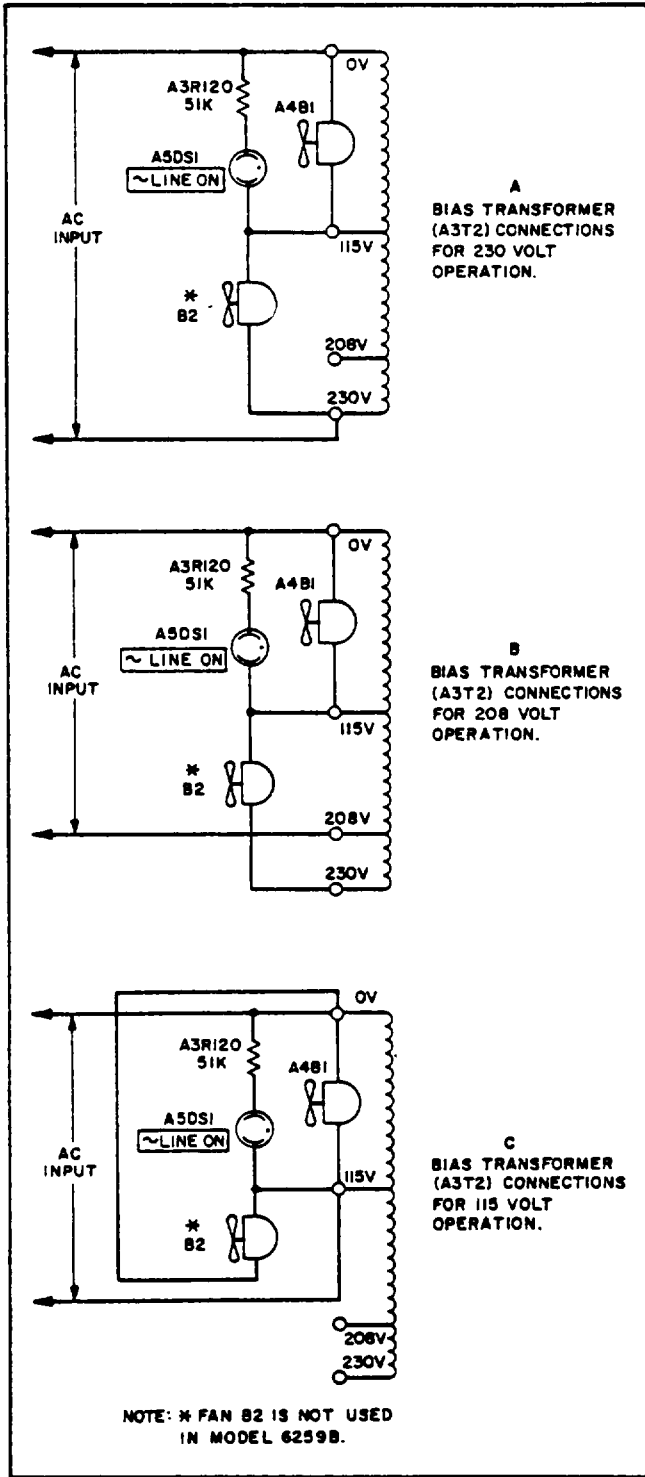 0V
A3R120
51K
A4B1
A5DS1
~LINE ON
AC
INPUT
115V
*
B2
208V
230V
A
BIAS TRANSFORMER
(A3T2) CONNECTIONS
FOR 230 VOLT
OPERATION.
0V
A3R120
51K
A4B1
A5DS1
~ LINE ON
AC
INPUT
115V
*
B2
208V
230V
B
BIAS TRANSFORMER
(A3T2) CONNECTIONS
FOR 208 VOLT
OPERATION.
0V
A3R120
51K
A4B1
A5DS1
~LINE ON
AC
INPUT
115V
*
B2
208V
230V
C
BIAS TRANSFORMER
(A3T2) CONNECTIONS
FOR 115 VOLT
OPERATION.
NOTE: * FAN B2 IS NOT USED
IN MODEL 6259B.